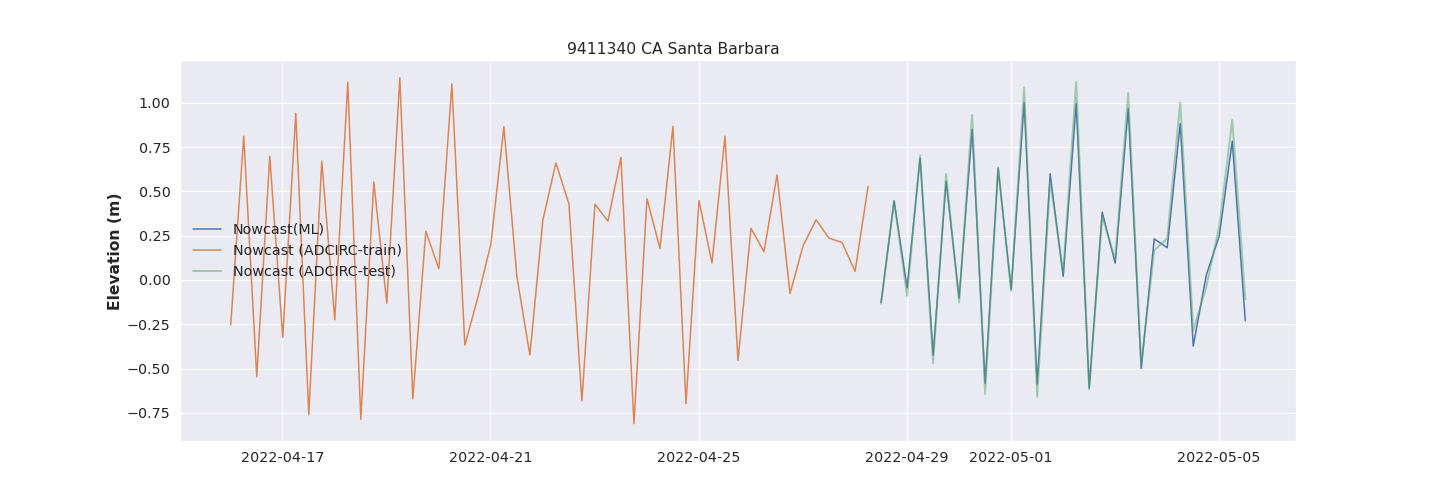 9411340 CA Santa Barbara
Elevation (m)
1.00
0.75
0.50
0.25
0.00
−0.25
−0.50
−0.75
Nowcast(ML)
Nowcast (ADCIRC-train)
Nowcast (ADCIRC-test)
2022-04-17
2022-04-21
2022-04-25
2022-04-29
2022-05-01
2022-05-05